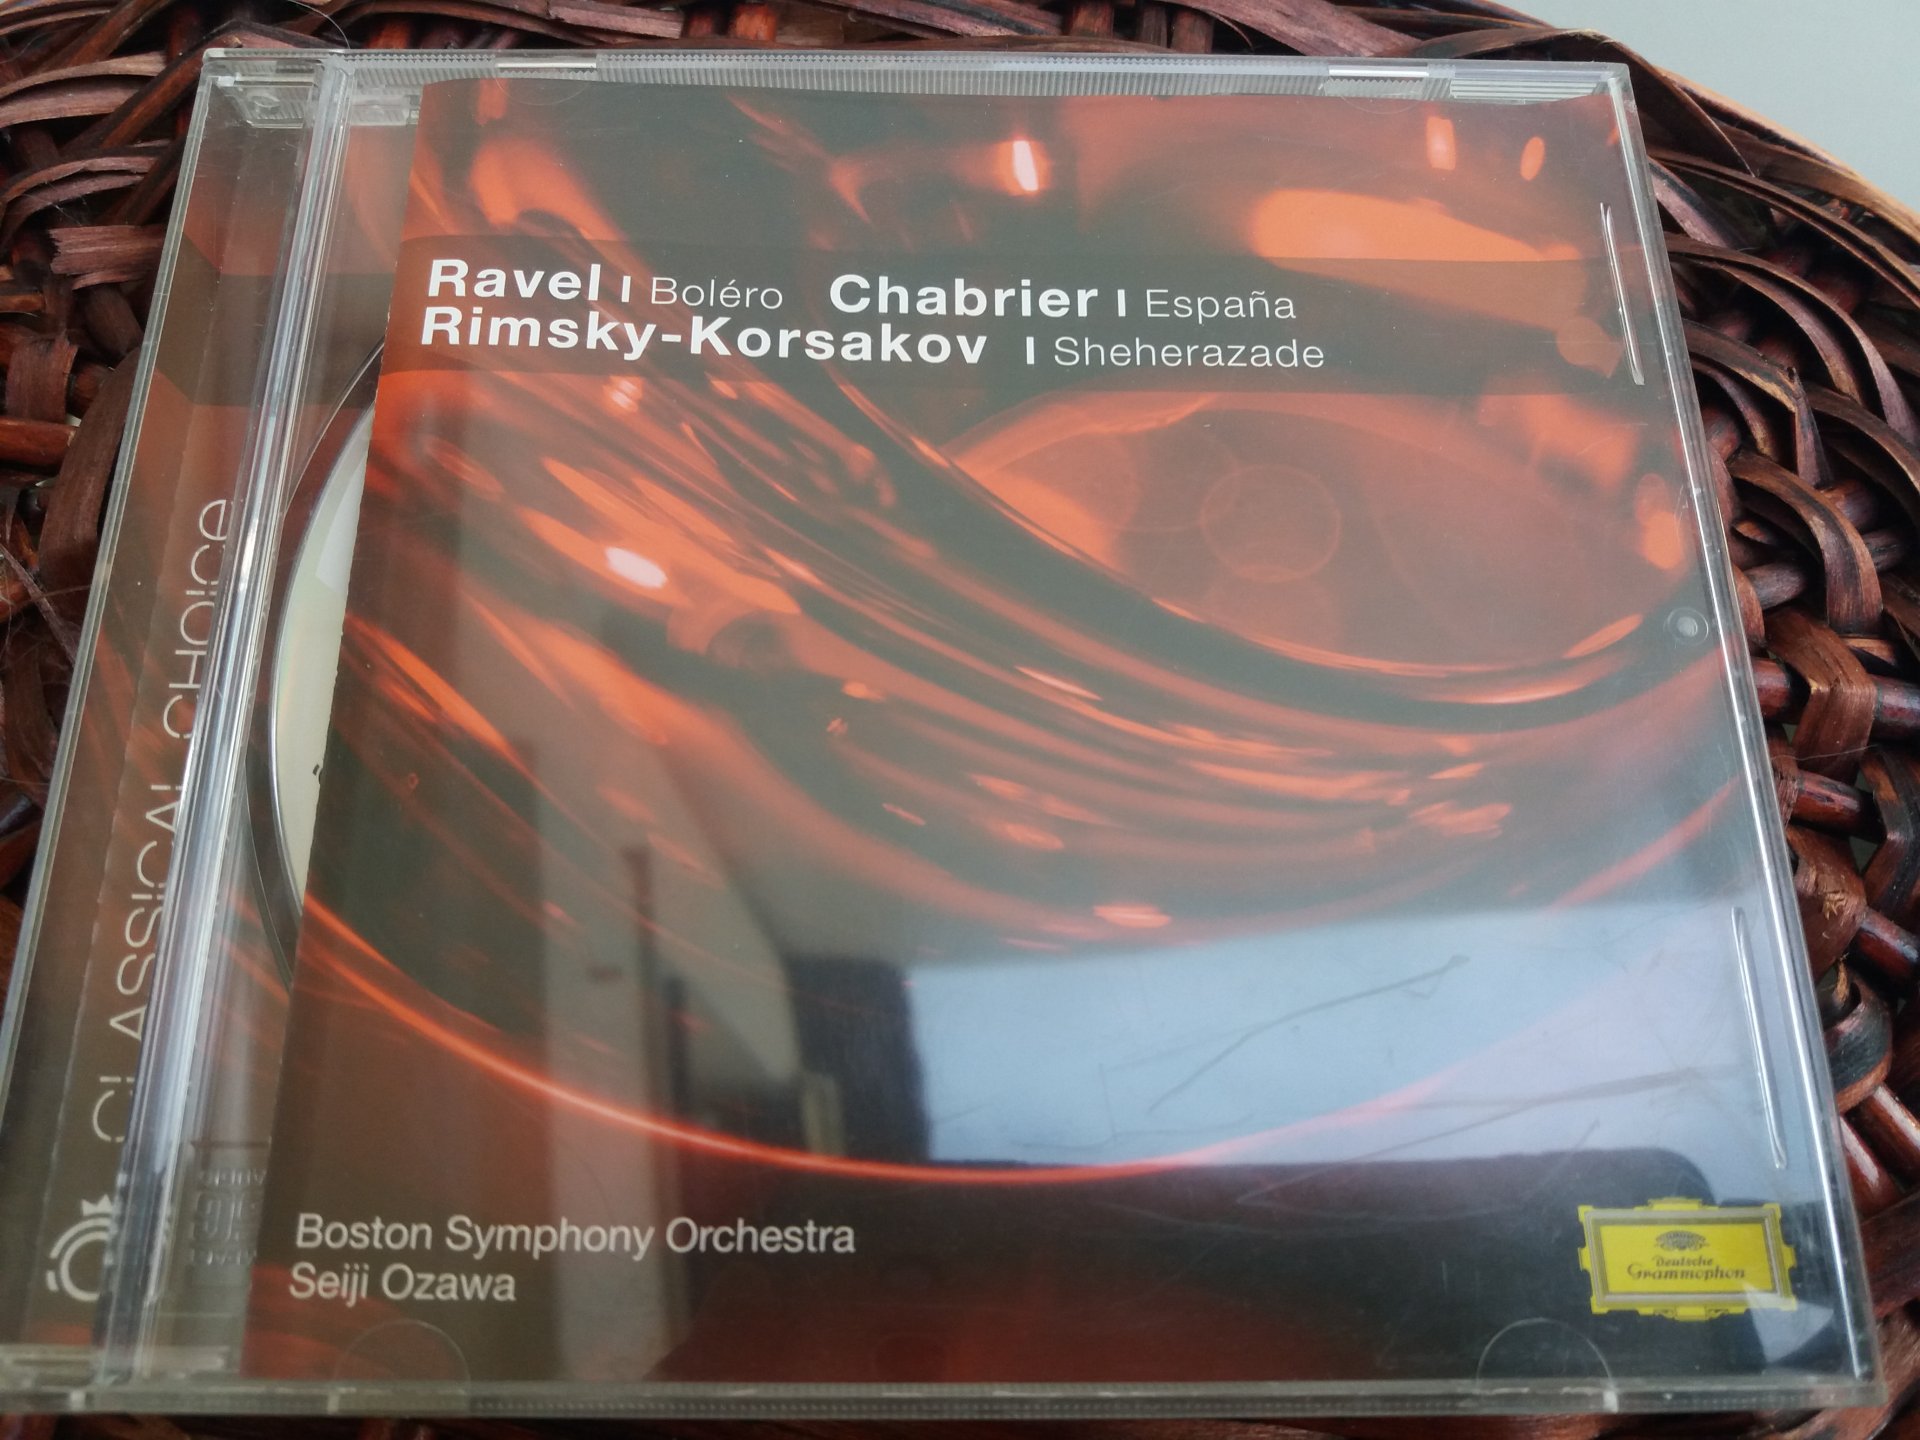 Ravel | Boléro Chabrier | España
Rimsky-Korsakov | Sheherazade
CLASSICAL CHOICE
Boston Symphony Orchestra
Seiji Ozawa
Deutsche
Grammophon